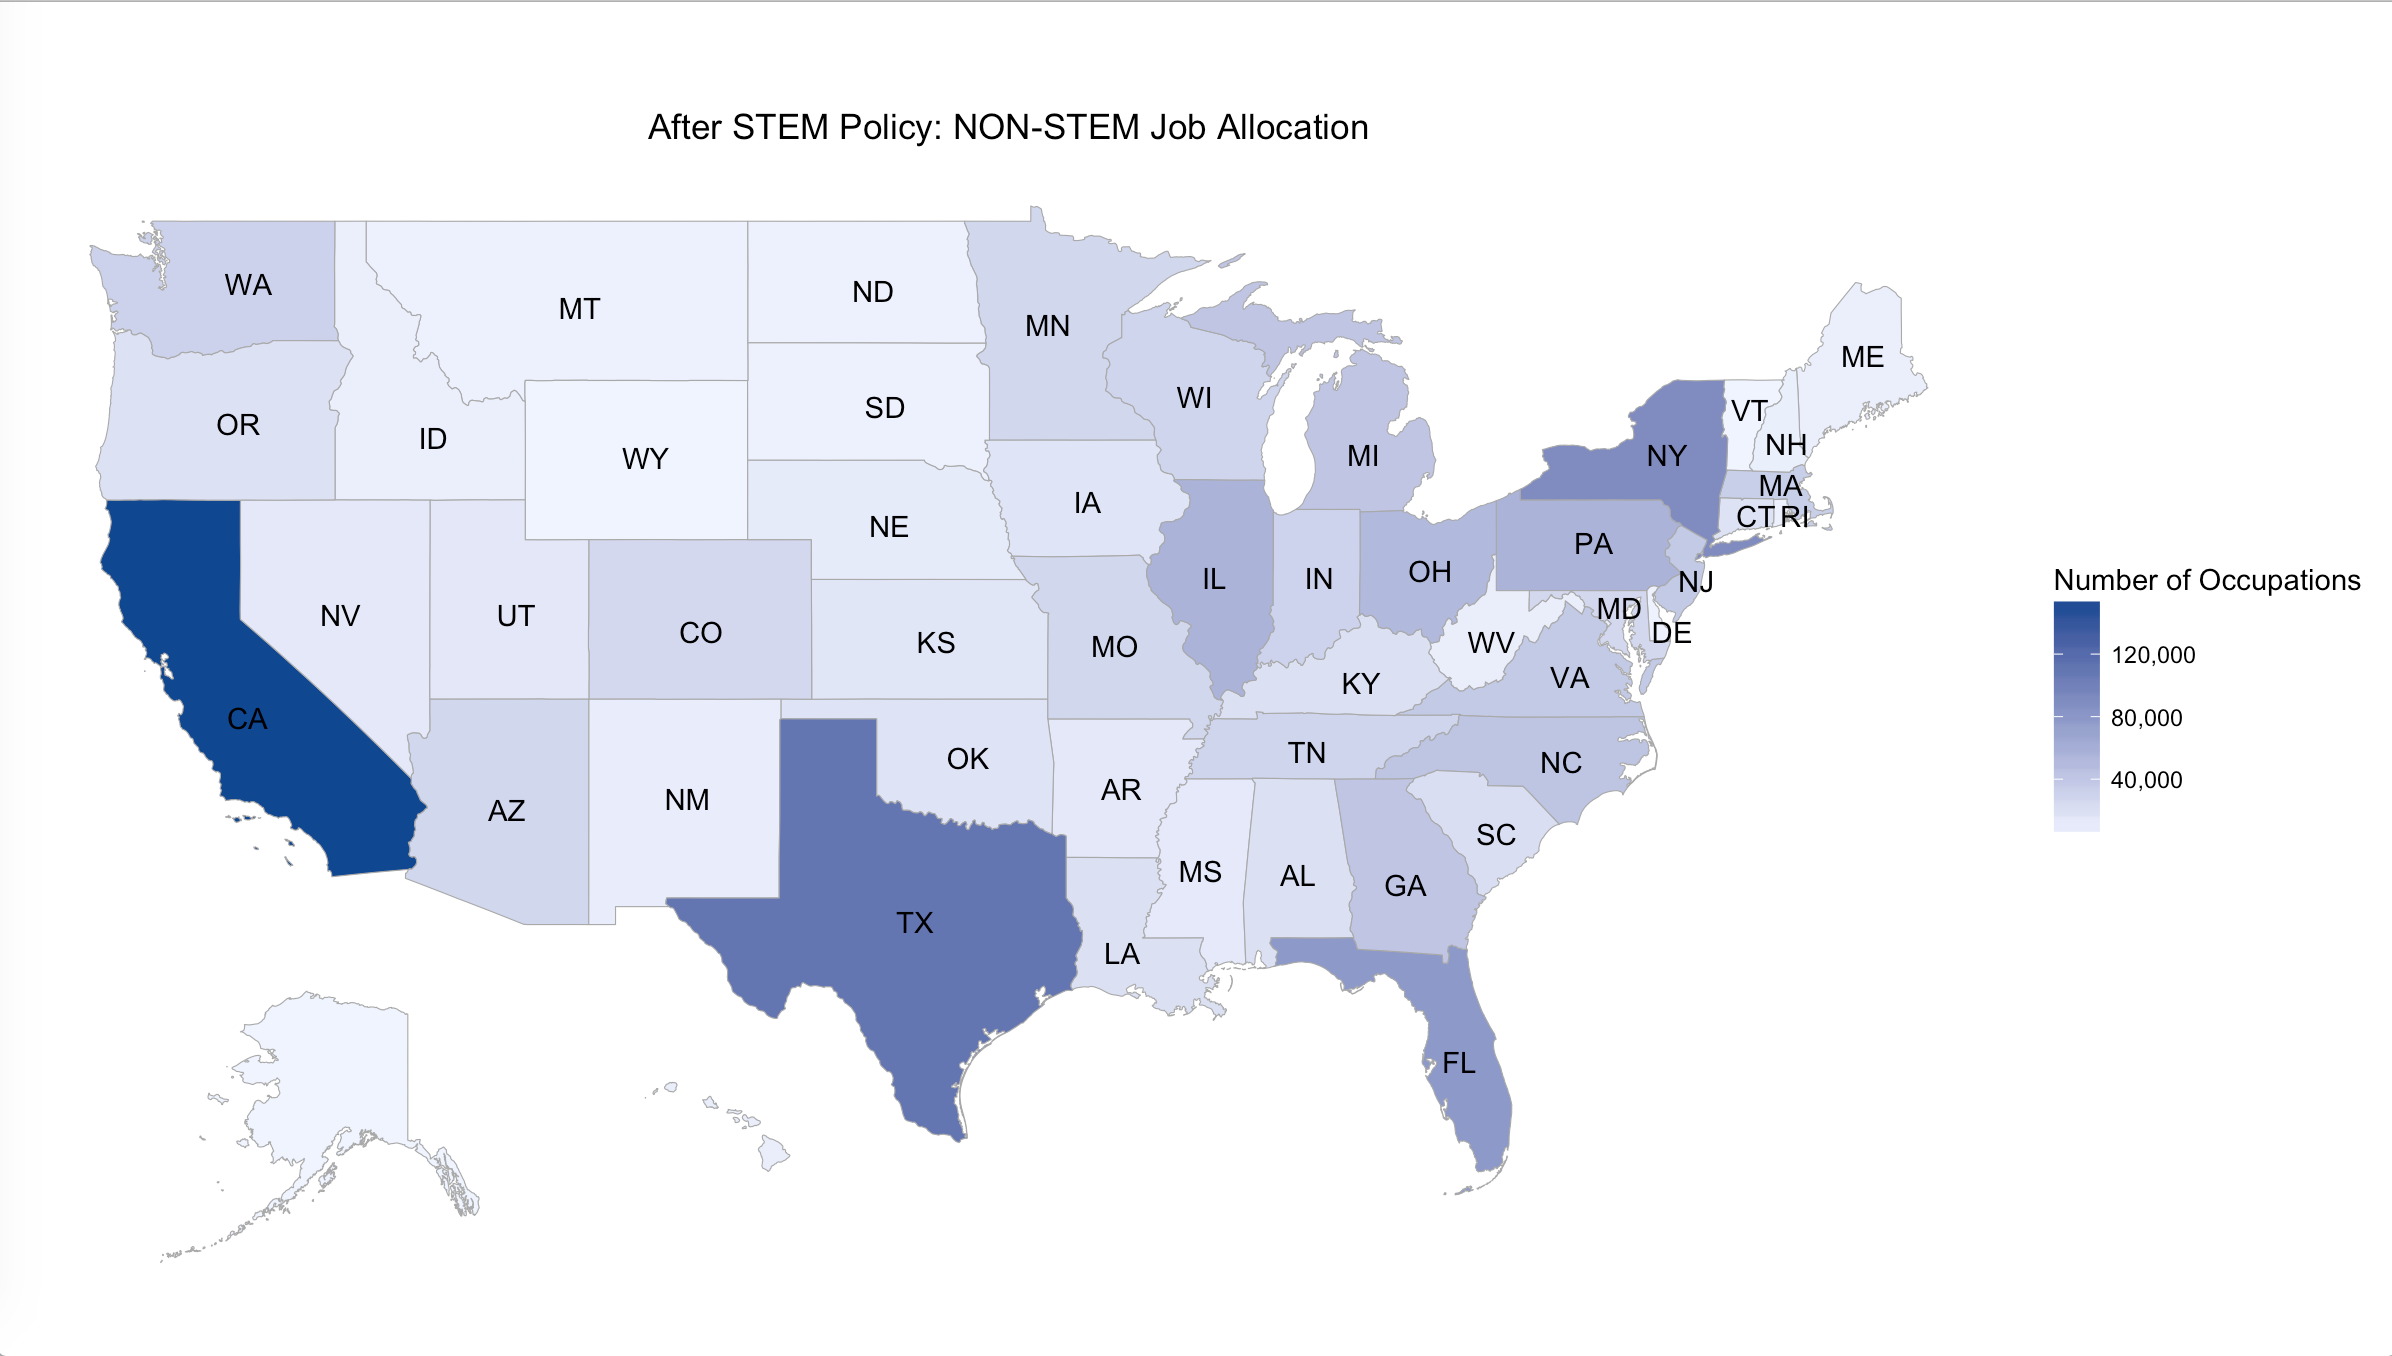 After STEM Policy: NON-STEM Job Allocation
WA
MT
ND
MN
ME
OR
ID
WY
SD
WI
MI
NY
VT
NH
MA
CT RI
NV
UT
CO
NE
KS
IA
MO
IL
IN
OH
PA
NJ
MD
DE
WV
VA
KY
CA
AZ
NM
OK
TX
AR
LA
TN
NC
MS
AL
GA
SC
FL
Number of Occupations
120,000
80,000
40,000